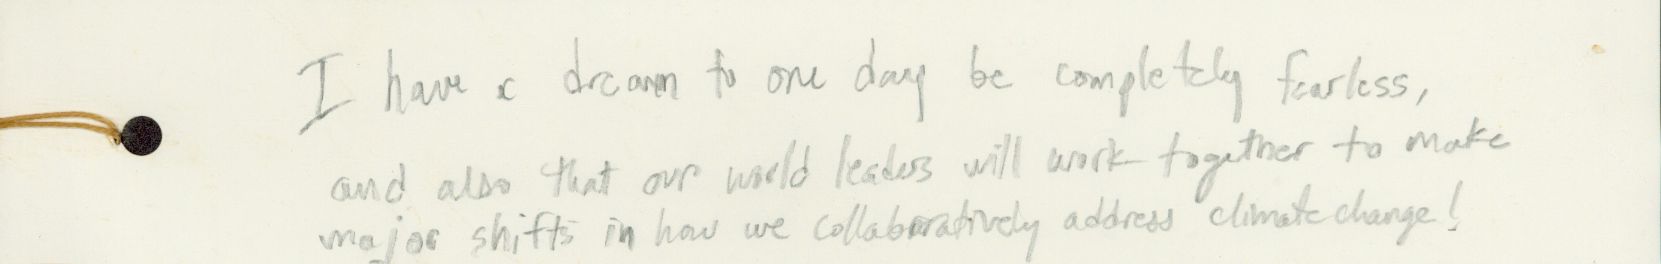 I have a dream to one day be completely fearless,
and also that our world leaders will work together to make
major shifts in how we collaboratively address climate change!